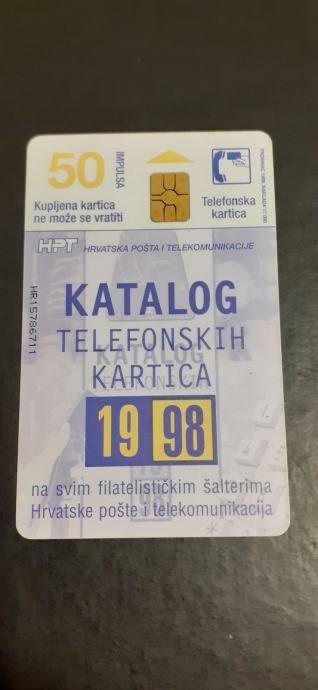 50 IMPULSA
Kupljena kartica
ne može se vratiti
Telefonska
kartica
HPT HRVATSKA POŠTA I TELEKOMUNIKACIJE
HR15786711
KATALOG
TELEFONSKIH
KARTICA
19 98
na svim filatelističkim šalterima
Hrvatske pošte i telekomunikacija